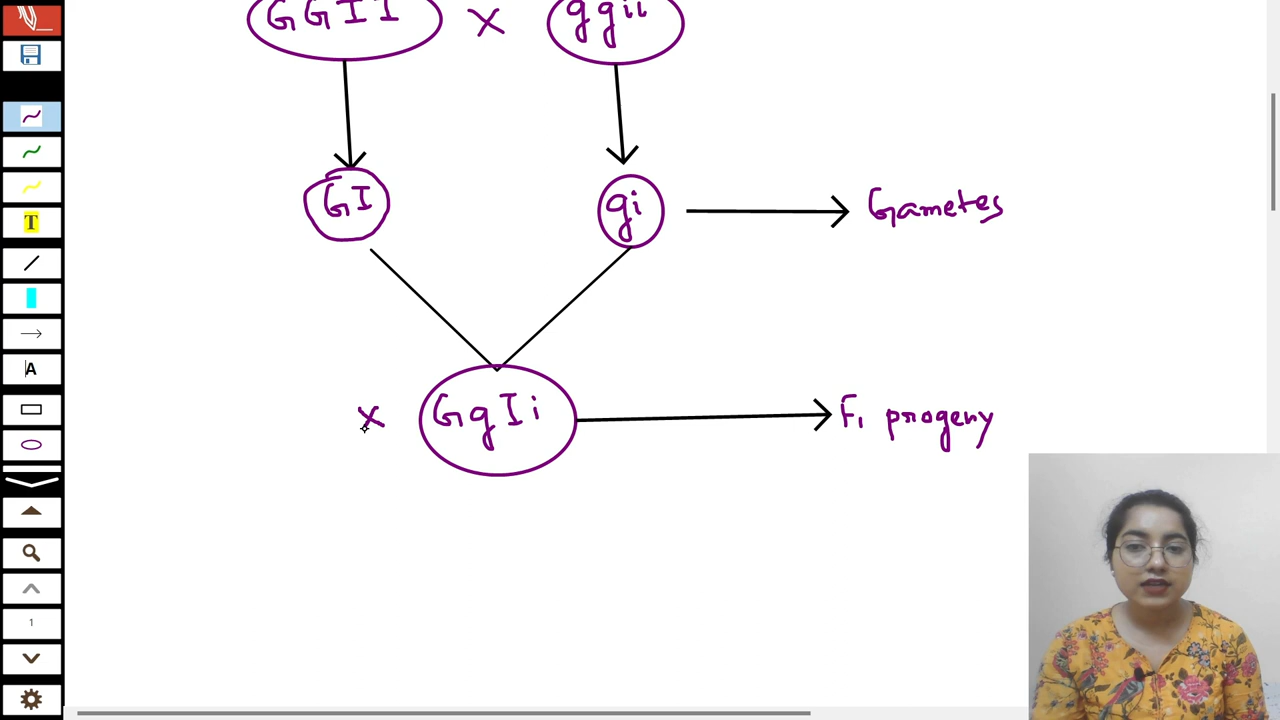 GGII X ggii
GI gi Gametes
X GgIi F1 progeny
T
A
1